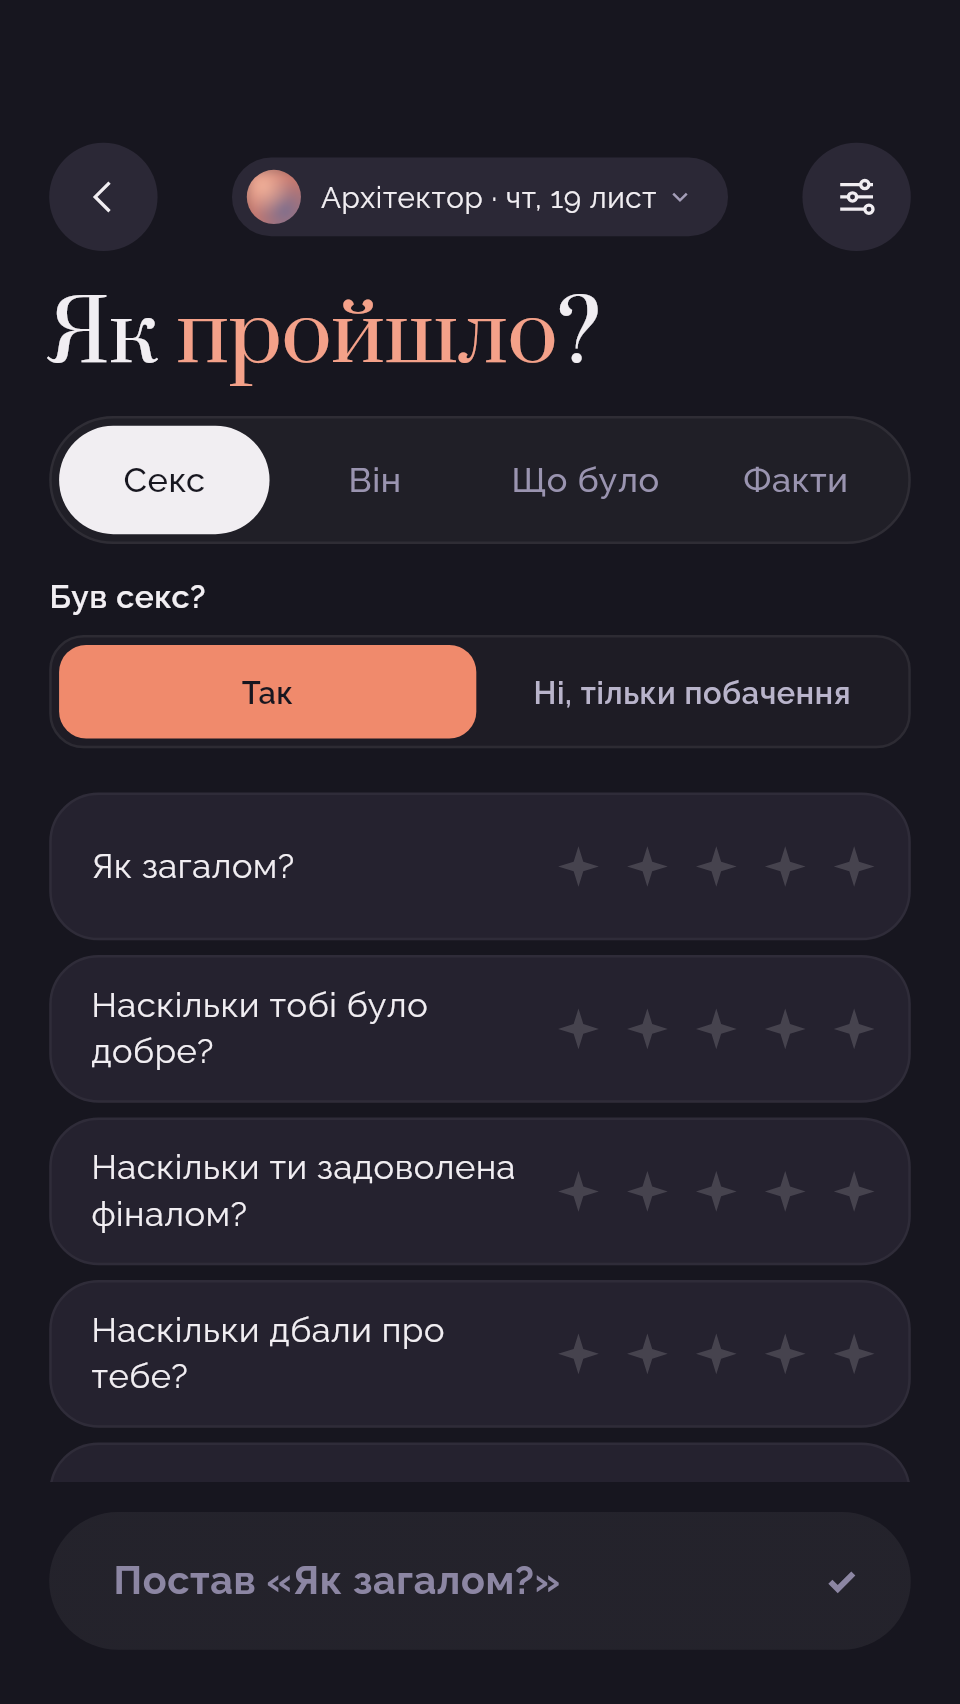 Архітектор · чт, 19 лист
Як пройшло?
Секс
Він
Що було
Факти
Був секс?
Так
Ні, тільки побачення
Як загалом?
Наскільки тобі було
добре?
Наскільки ти задоволена
фіналом?
Наскільки дбали про
тебе?
Постав «Як загалом?»